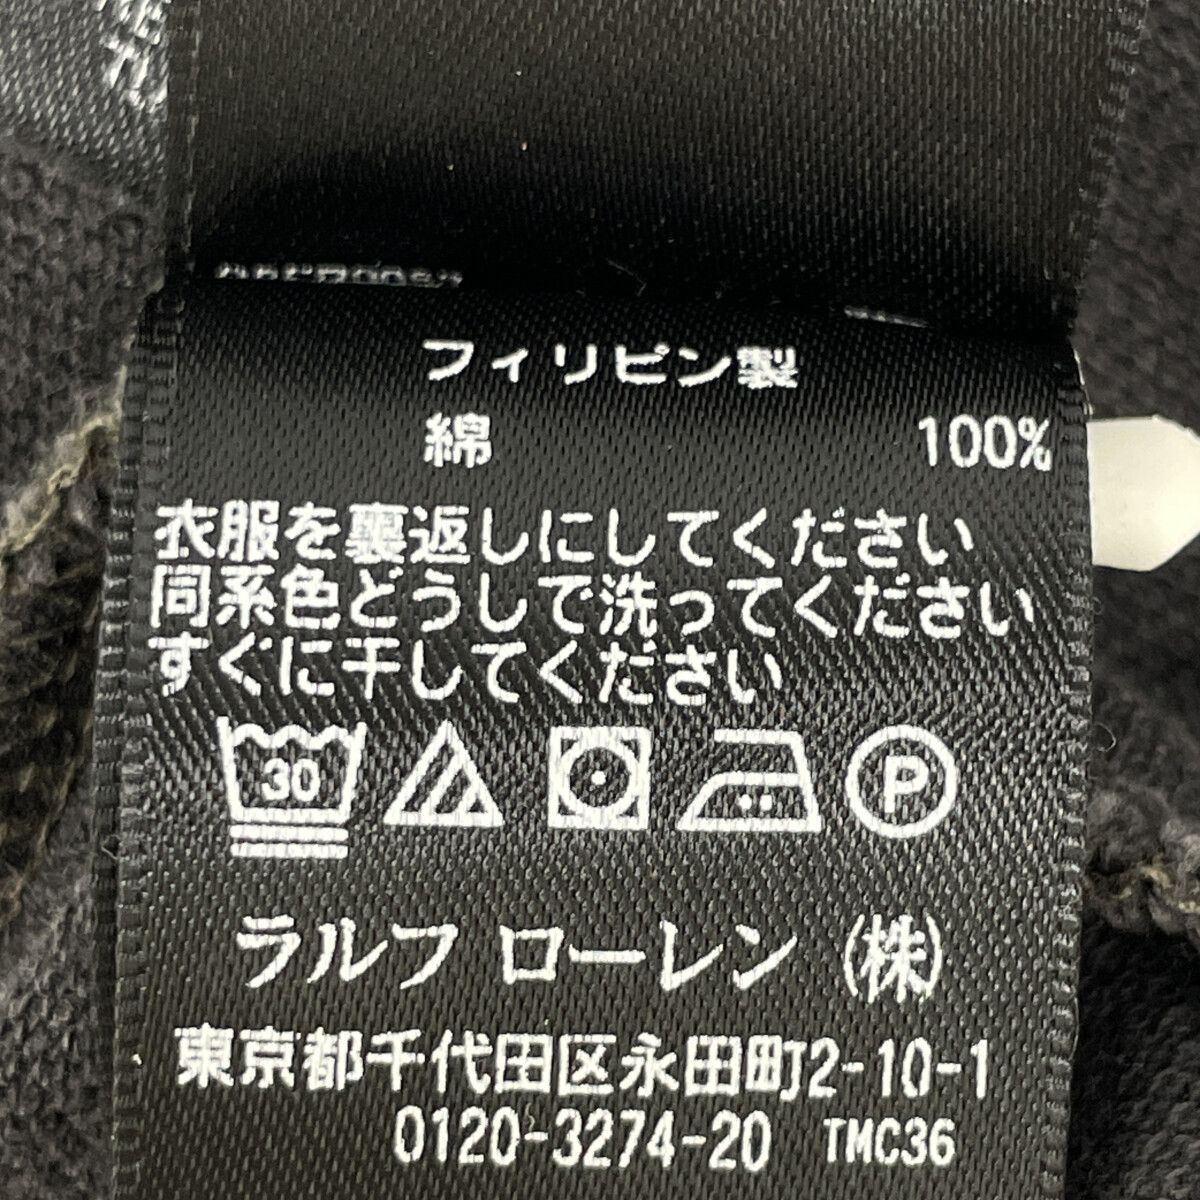 フィリピン製
綿 100%
衣服を裏返しにしてください
同系色どうしで洗ってください
すぐに干してください
30 P
ラルフ ローレン (株)
東京都千代田区永田町2-10-1
0120-3274-20 TMC36